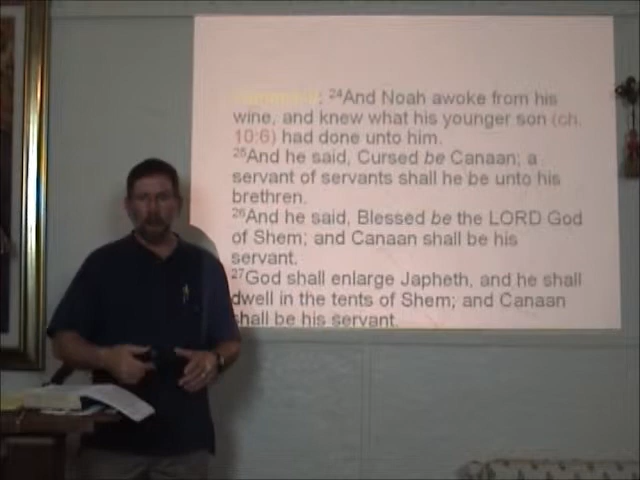 : ²⁴And Noah awoke from his
wine, and knew what his younger son (ch.
10:6) had done unto him.
²⁵And he said, Cursed be Canaan; a
servant of servants shall he be unto his
brethren.
²⁶And he said, Blessed be the LORD God
of Shem; and Canaan shall be his
servant.
²⁷God shall enlarge Japheth, and he shall
dwell in the tents of Shem; and Canaan
shall be his servant.